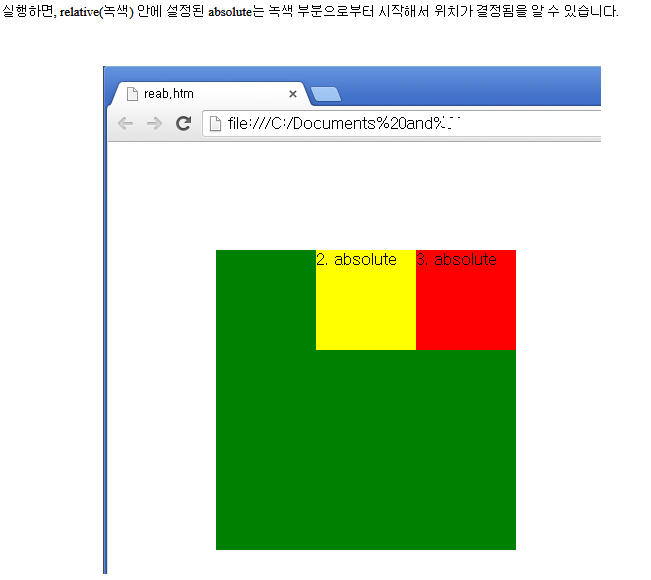 실행하면, relative(녹색) 안에 설정된 absolute는 녹색 부분으로부터 시작해서 위치가 결정됨을 알 수 있습니다.
reab.htm
file:///C:/Documents%20and%
2. absolute
3. absolute